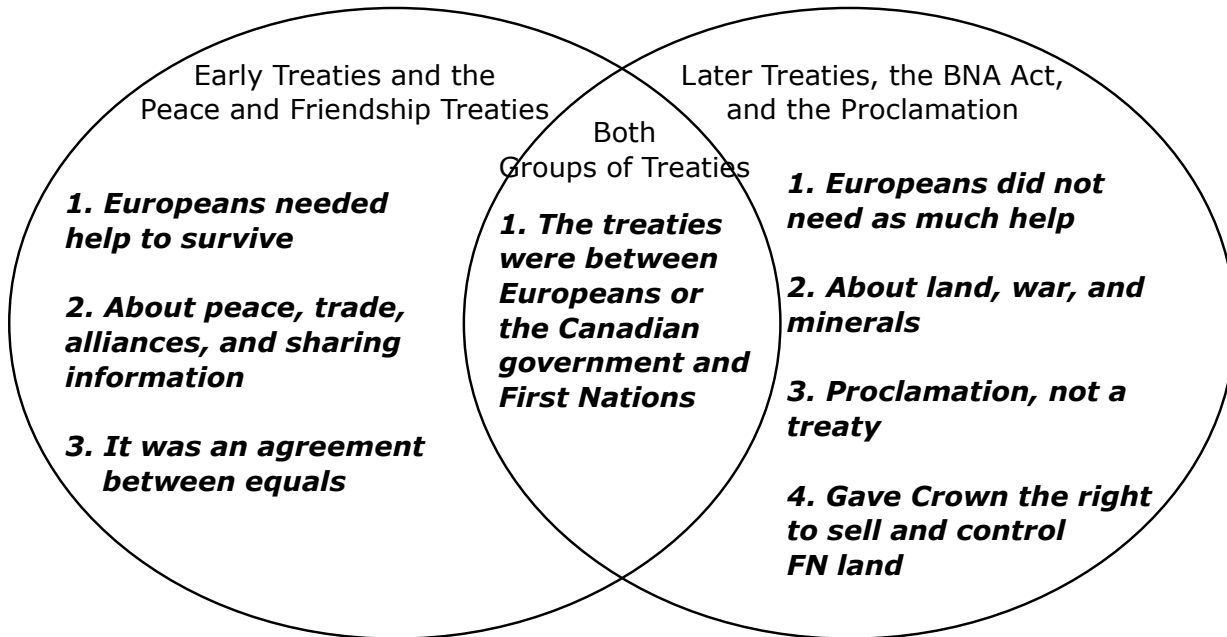 Early Treaties and the
Peace and Friendship Treaties
1. Europeans needed
help to survive
2. About peace, trade,
alliances, and sharing
information
3. It was an agreement
between equals
Both
Groups of Treaties
1. The treaties
were between
Europeans or
the Canadian
government and
First Nations
Later Treaties, the BNA Act,
and the Proclamation
1. Europeans did not
need as much help
2. About land, war, and
minerals
3. Proclamation, not a
treaty
4. Gave Crown the right
to sell and control
FN land